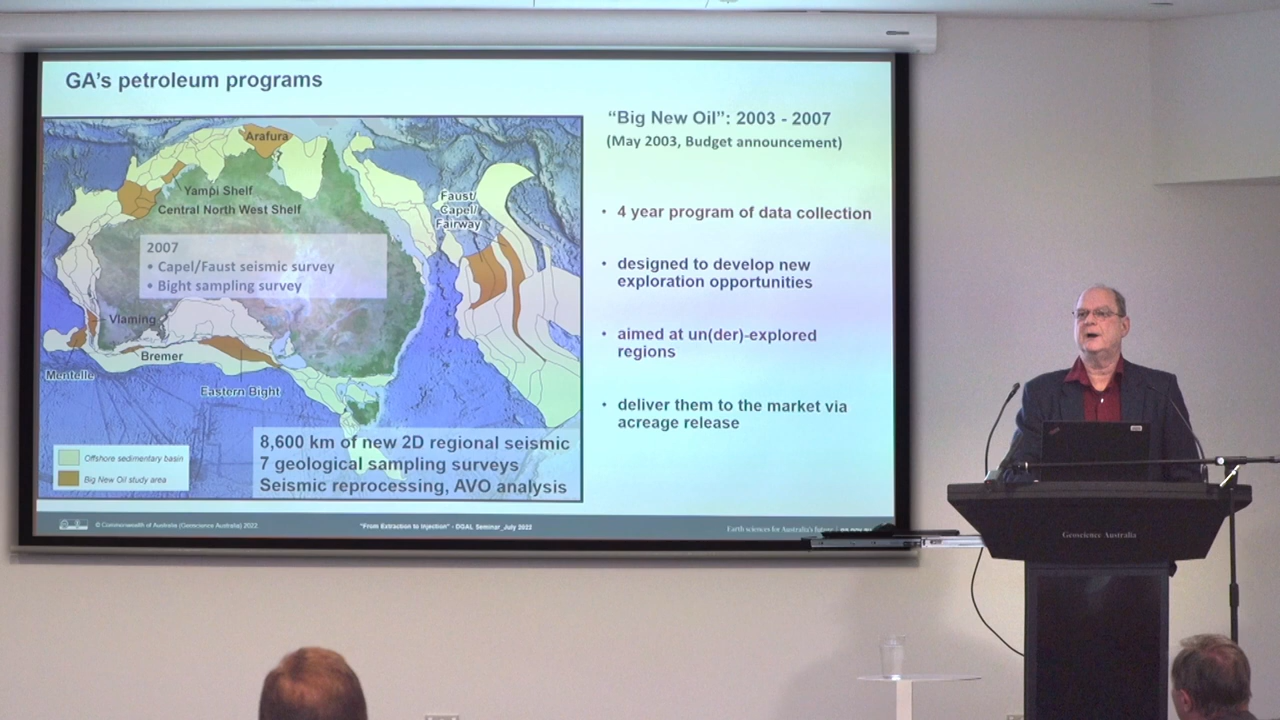 GA's petroleum programs
Arafura
Yampi Shelf
Central North West Shelf
Faust/
Capel/
Fairway
2007
• Capel/Faust seismic survey
• Bight sampling survey
Vlaming
Bremer
Mentelle
Eastern Bight
8,600 km of new 2D regional seismic
7 geological sampling surveys
Seismic reprocessing, AVO analysis
Offshore sedimentary basin
Big New Oil study area
"Big New Oil": 2003 - 2007
(May 2003, Budget announcement)
• 4 year program of data collection
• designed to develop new
exploration opportunities
• aimed at un(der)-explored
regions
• deliver them to the market via
acreage release
© Commonwealth of Australia (Geoscience Australia) 2022
"From Extraction to Injection" - DGAL Seminar_July 2022
Earth sciences for Australia's future
Geoscience Australia